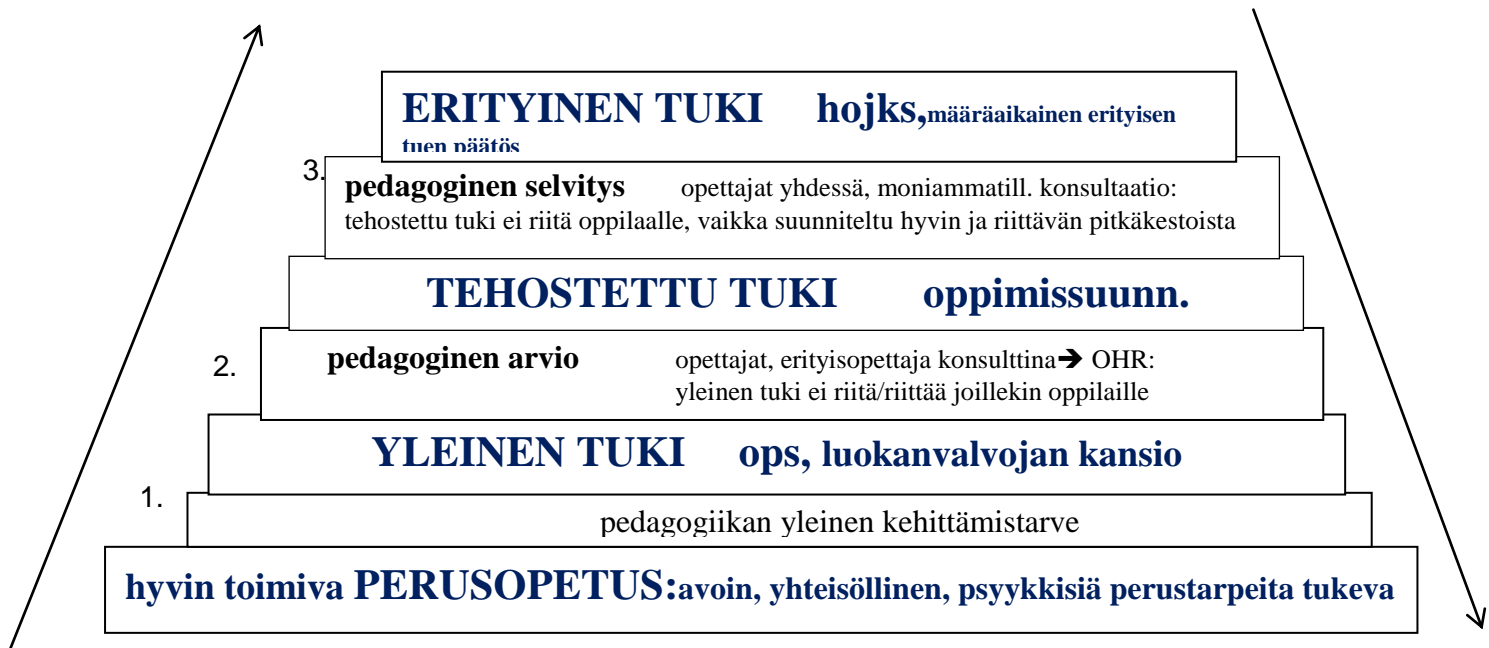 ERITYINEN TUKI hojks,määräaikainen erityisen
tuen päätös
3.
pedagoginen selvitys opettajat yhdessä, moniammatill. konsultaatio:
tehostettu tuki ei riitä oppilaalle, vaikka suunniteltu hyvin ja riittävän pitkäkestoista
TEHOSTETTU TUKI oppimissuunn.
2.
pedagoginen arvio opettajat, erityisopettaja konsulttina➔ OHR:
yleinen tuki ei riitä/riittää joillekin oppilaille
YLEINEN TUKI ops, luokanvalvojan kansio
1.
pedagogiikan yleinen kehittämistarve
hyvin toimiva PERUSOPETUS:avoin, yhteisöllinen, psyykkisiä perustarpeita tukeva